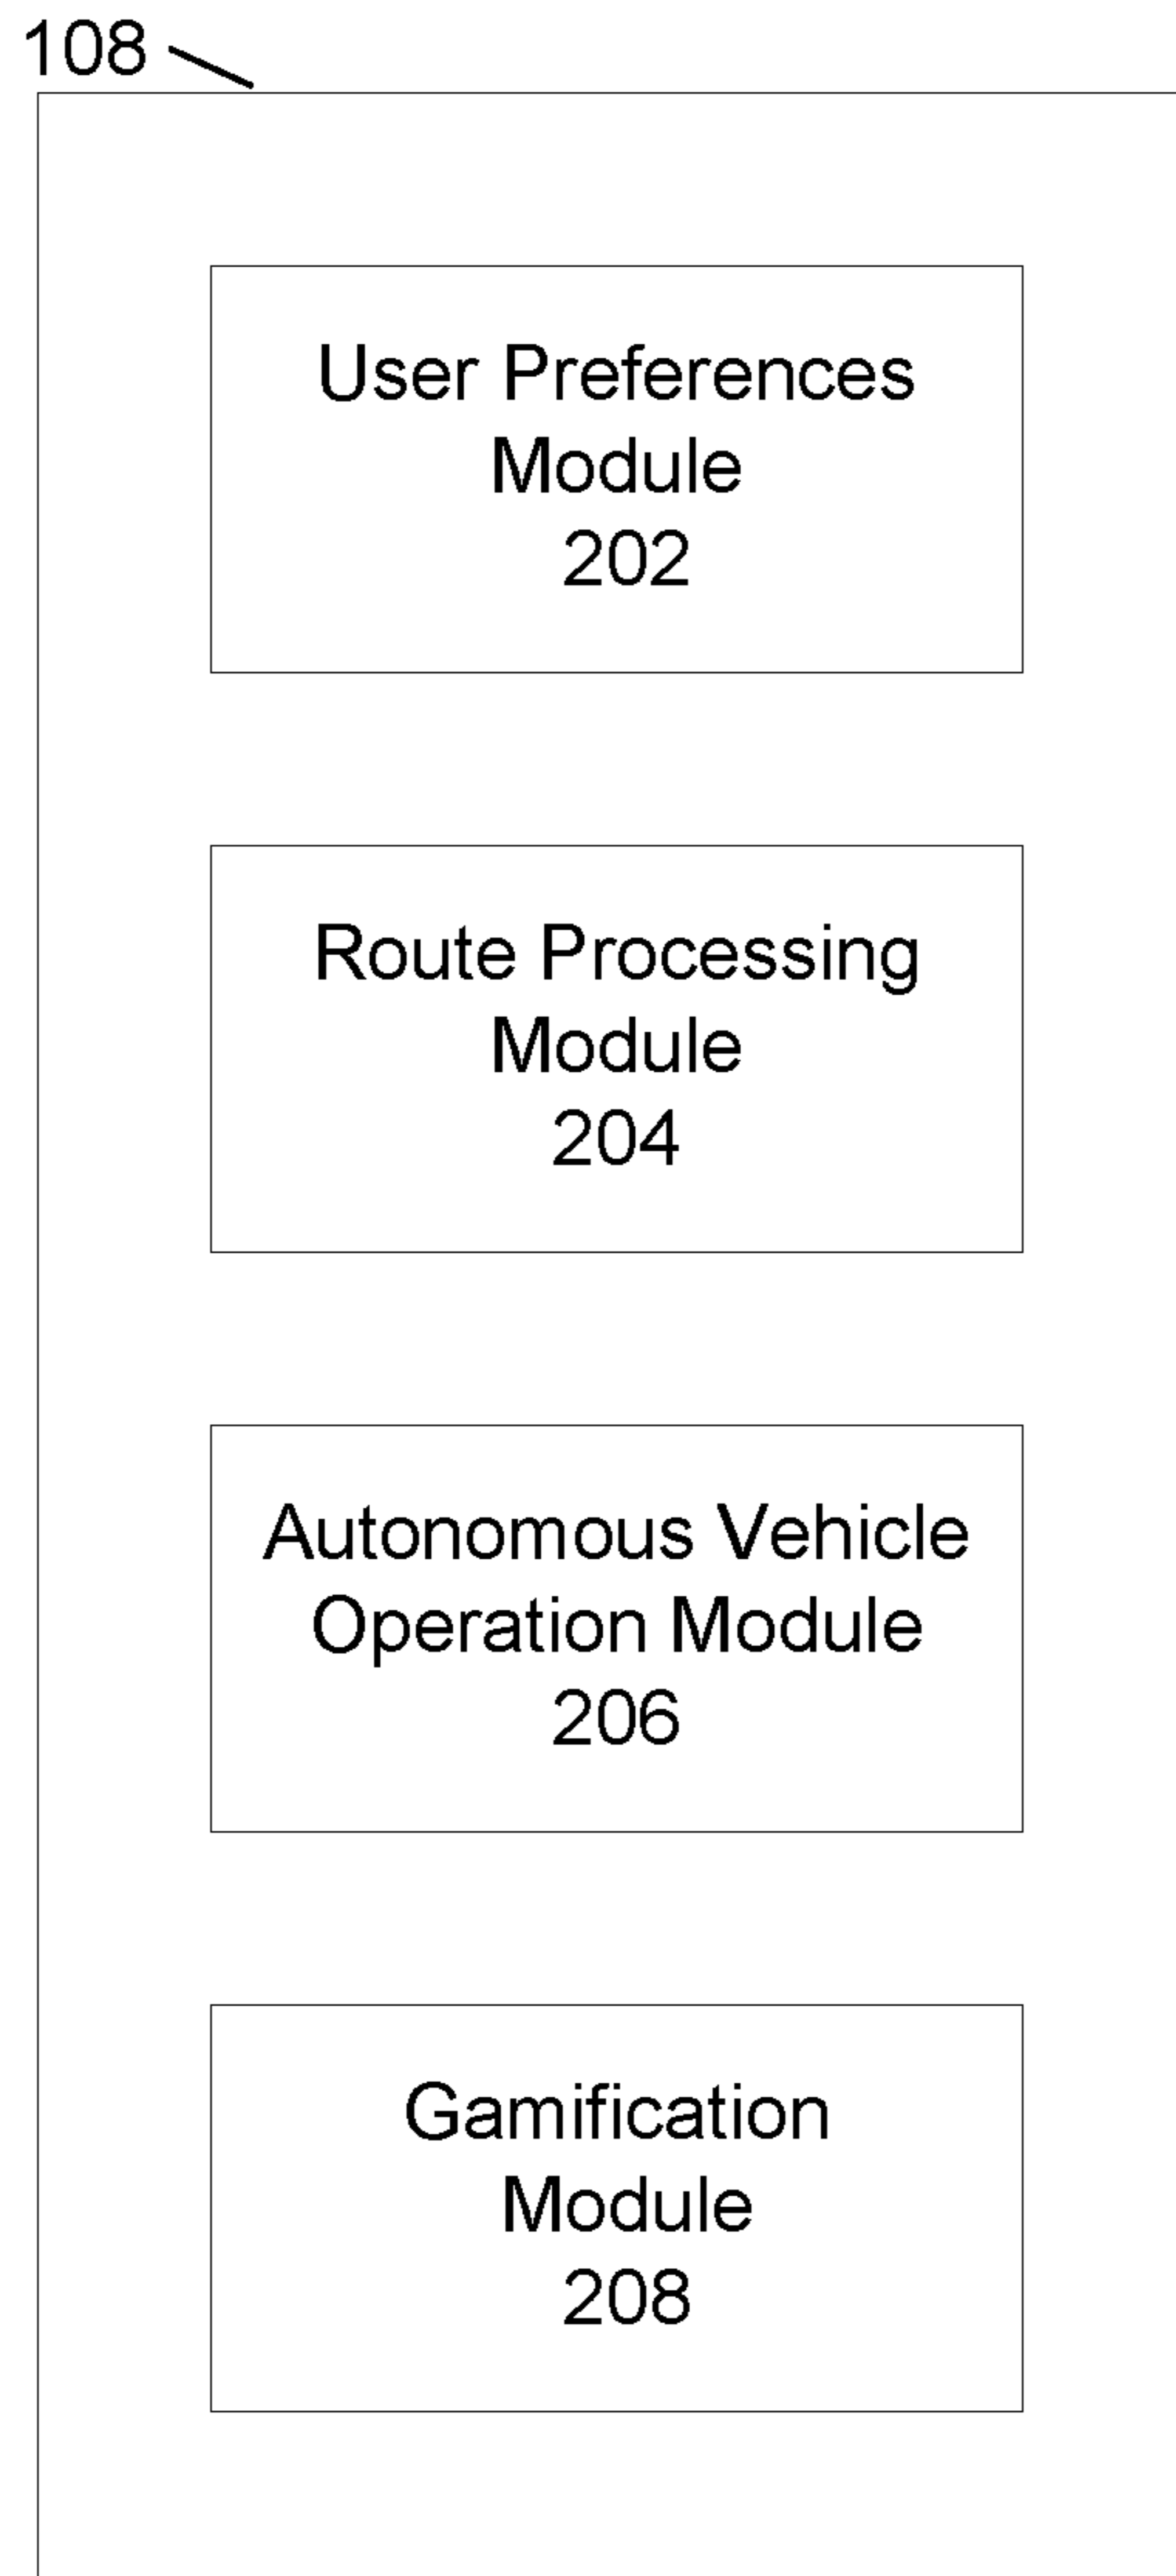 108
User Preferences
Module
202
Route Processing
Module
204
Autonomous Vehicle
Operation Module
206
Gamification
Module
208